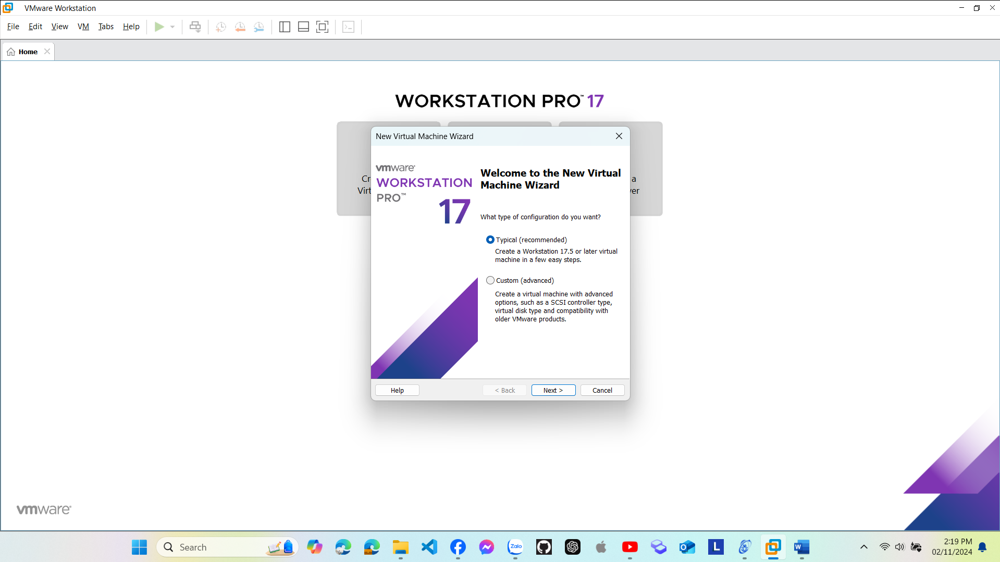 VMware Workstation
File Edit View VM Tabs Help
Home
WORKSTATION PRO™ 17
New Virtual Machine Wizard
vmware®
WORKSTATION
PRO™
17
Welcome to the New Virtual
Machine Wizard
What type of configuration do you want?
Typical (recommended)
Create a Workstation 17.5 or later virtual
machine in a few easy steps.
Custom (advanced)
Create a virtual machine with advanced
options, such as a SCSI controller type,
virtual disk type and compatibility with
older VMware products.
Cr
Virt
a
ver
Help < Back Next > Cancel
vmware®
Search
Zalo
L
W
2:19 PM
02/11/2024